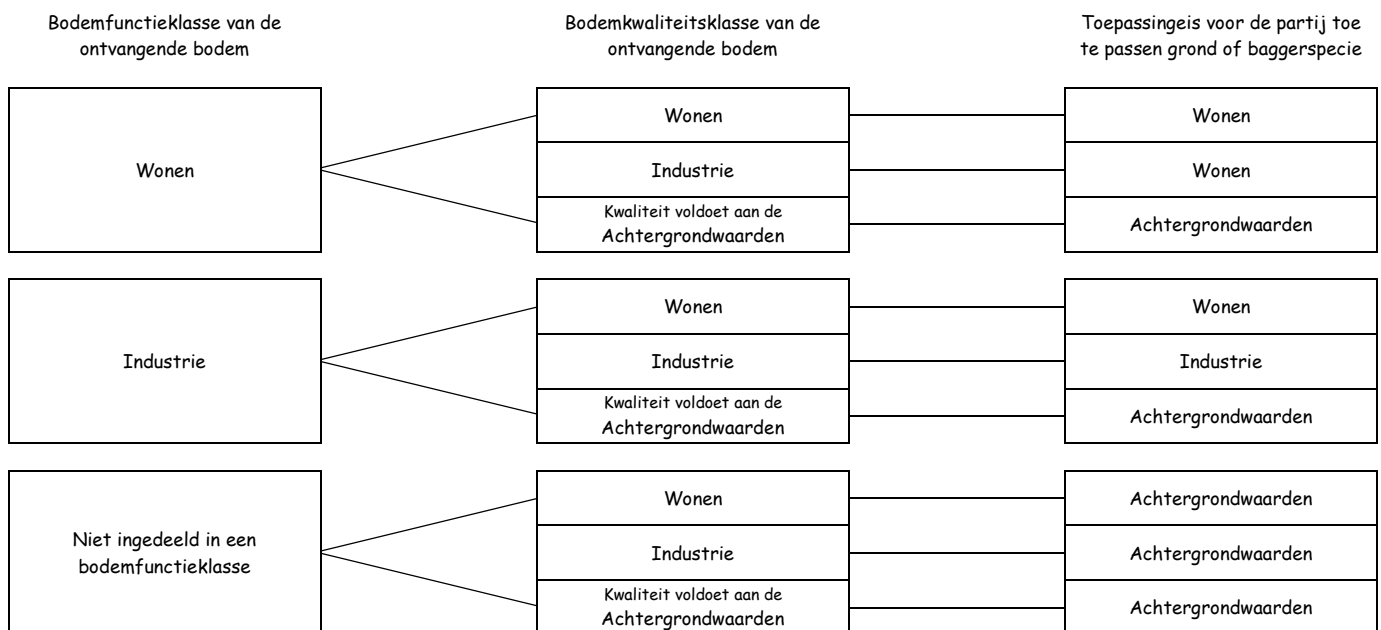 Bodemfunctieklasse van de
ontvangende bodem
Bodemkwaliteitsklasse van de
ontvangende bodem
Toepassingeis voor de partij toe
te passen grond of baggerspecie
Wonen
Wonen
Wonen
Industrie
Wonen
Kwaliteit voldoet aan de
Achtergrondwaarden
Achtergrondwaarden
Industrie
Wonen
Wonen
Industrie
Industrie
Kwaliteit voldoet aan de
Achtergrondwaarden
Achtergrondwaarden
Niet ingedeeld in een
bodemfunctieklasse
Wonen
Achtergrondwaarden
Industrie
Achtergrondwaarden
Kwaliteit voldoet aan de
Achtergrondwaarden
Achtergrondwaarden